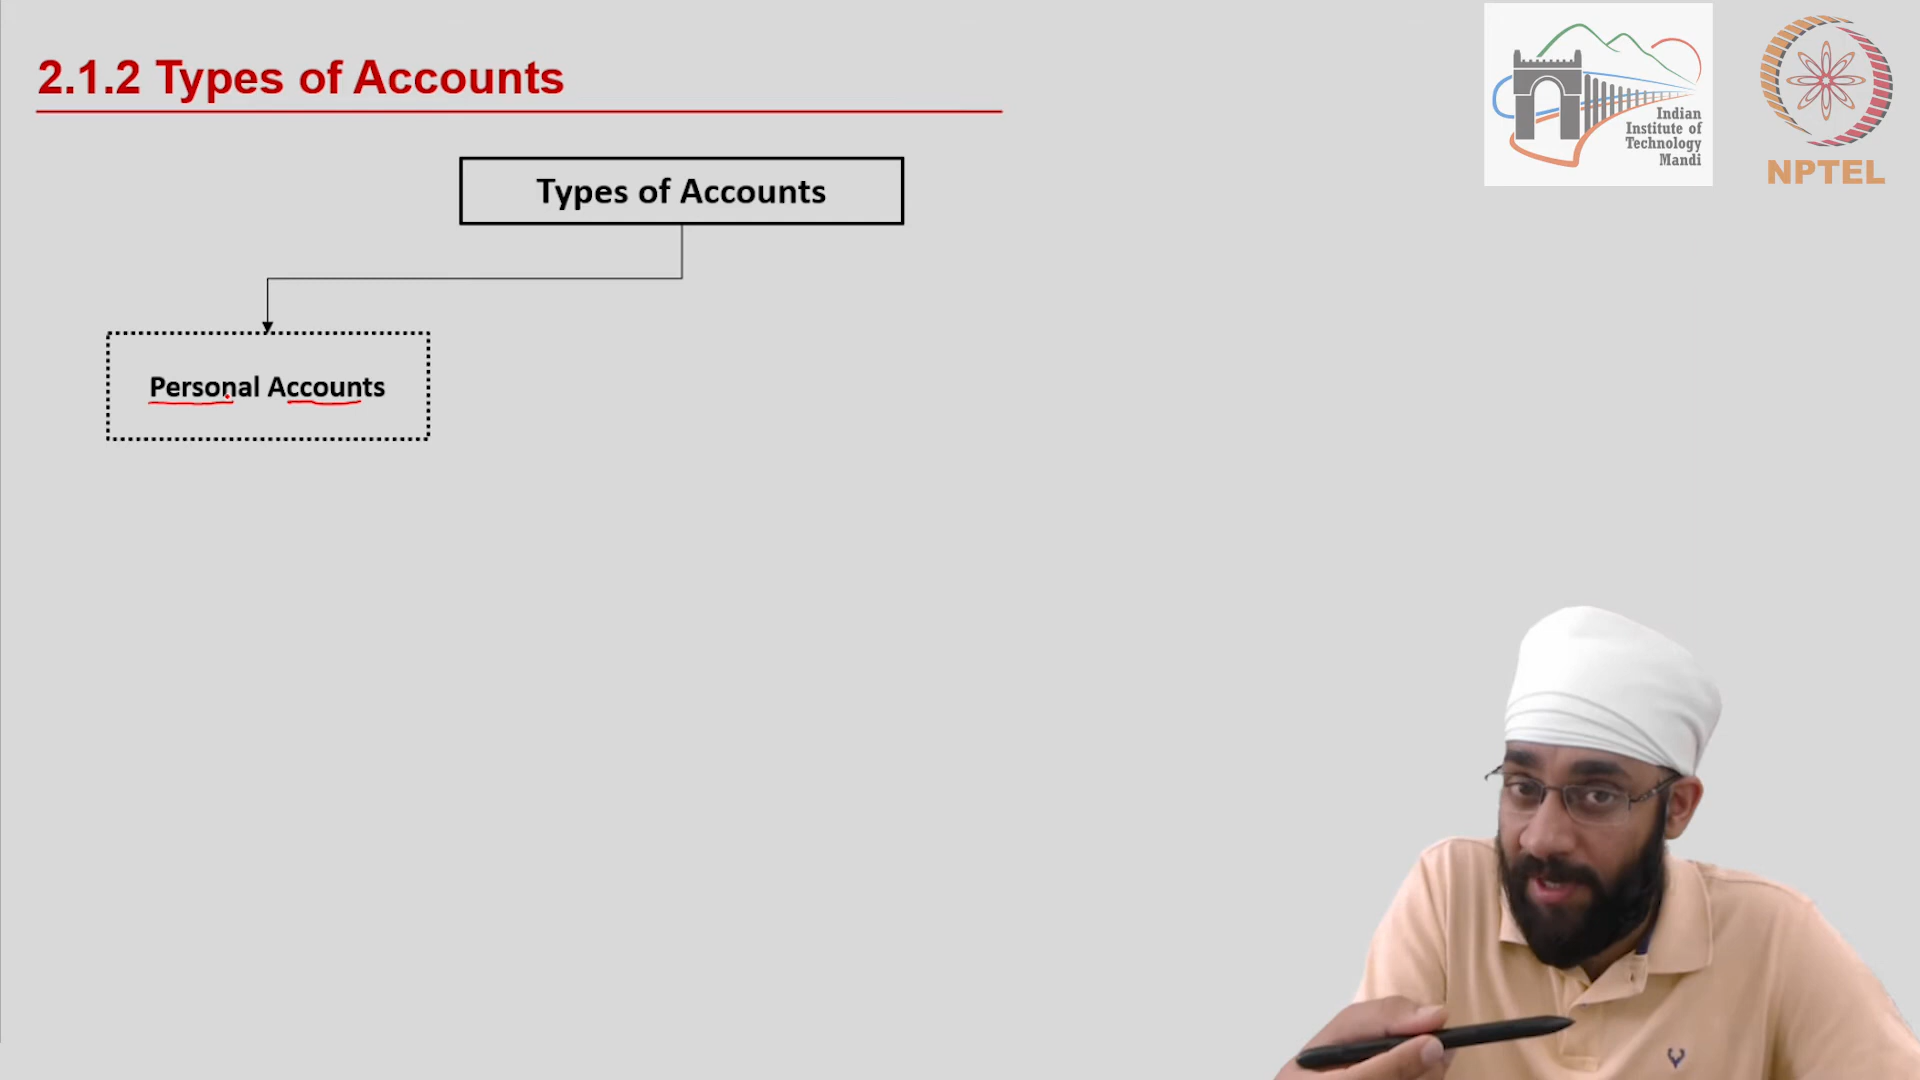 2.1.2 Types of Accounts
Indian
Institute of
Technology
Mandi
NPTEL
Types of Accounts
Personal Accounts